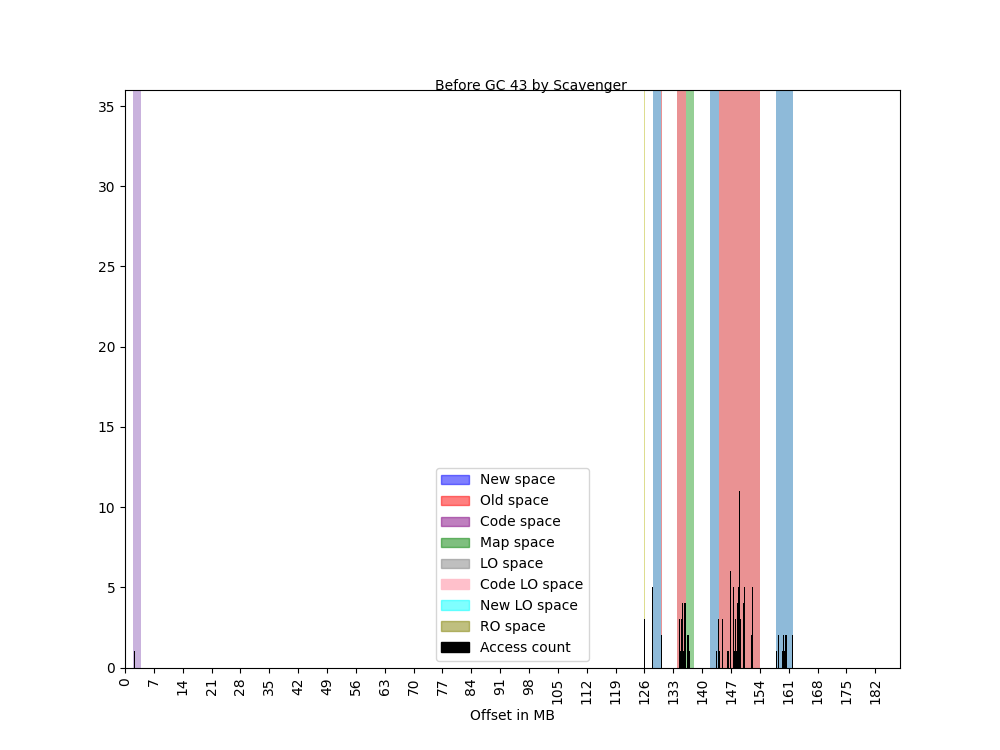 Before GC 43 by Scavenger
35
30
25
20
15
10
5
0
New space
Old space
Code space
Map space
LO space
Code LO space
New LO space
RO space
Access count
0 7 14 21 28 35 42 49 56 63 70 77 84 91 98 105 112 119 126 133 140 147 154 161 168 175 182
Offset in MB